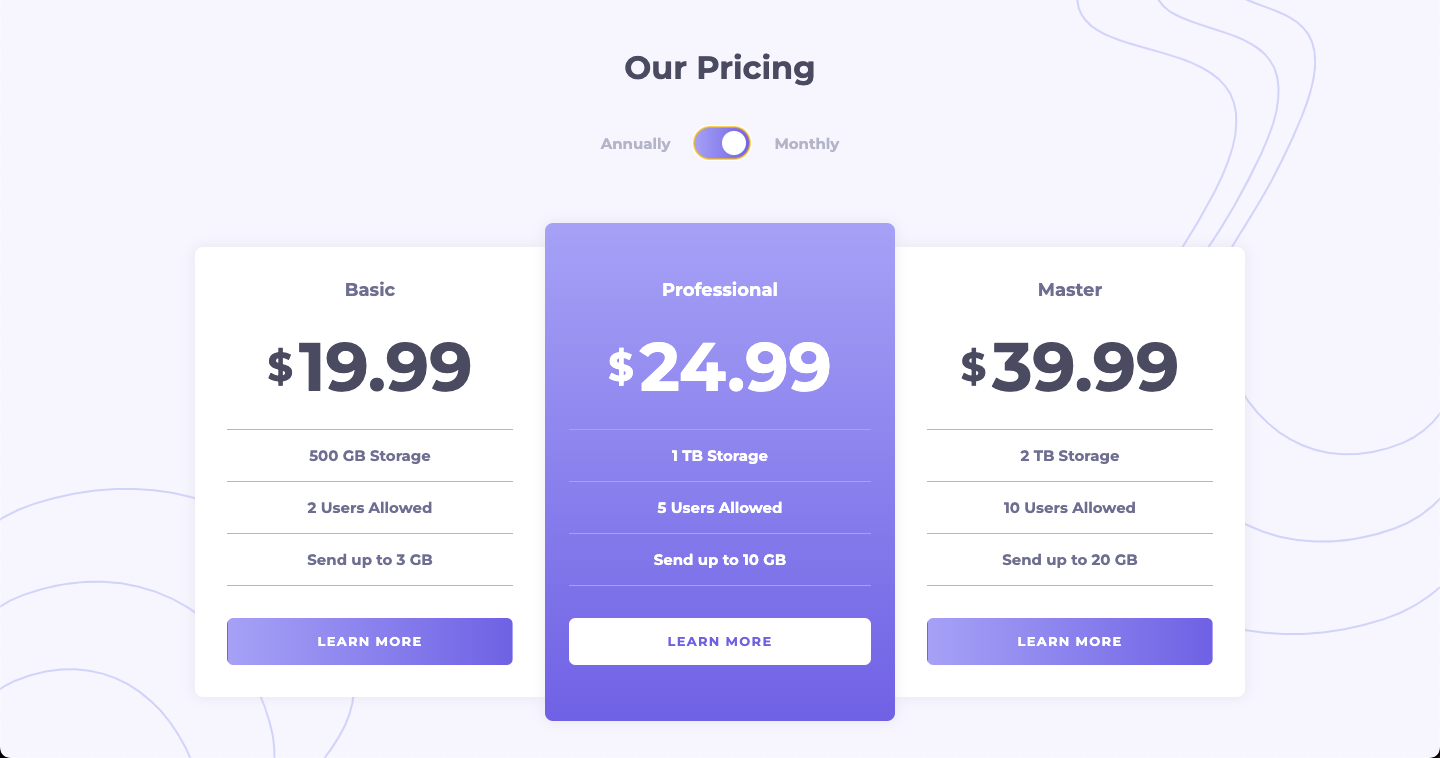 Our Pricing
Annually Monthly
Basic
$19.99
500 GB Storage
2 Users Allowed
Send up to 3 GB
LEARN MORE
Professional
$24.99
1 TB Storage
5 Users Allowed
Send up to 10 GB
LEARN MORE
Master
$39.99
2 TB Storage
10 Users Allowed
Send up to 20 GB
LEARN MORE